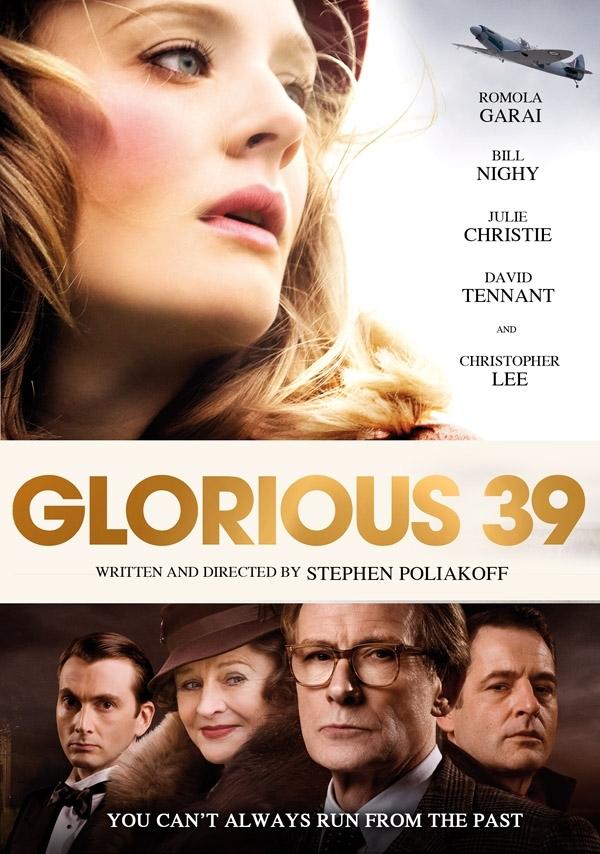 ROMOLA
GARAI
BILL
NIGHY
JULIE
CHRISTIE
DAVID
TENNANT
AND
CHRISTOPHER
LEE
GLORIOUS 39
WRITTEN AND DIRECTED BY STEPHEN POLIAKOFF
YOU CAN'T ALWAYS RUN FROM THE PAST